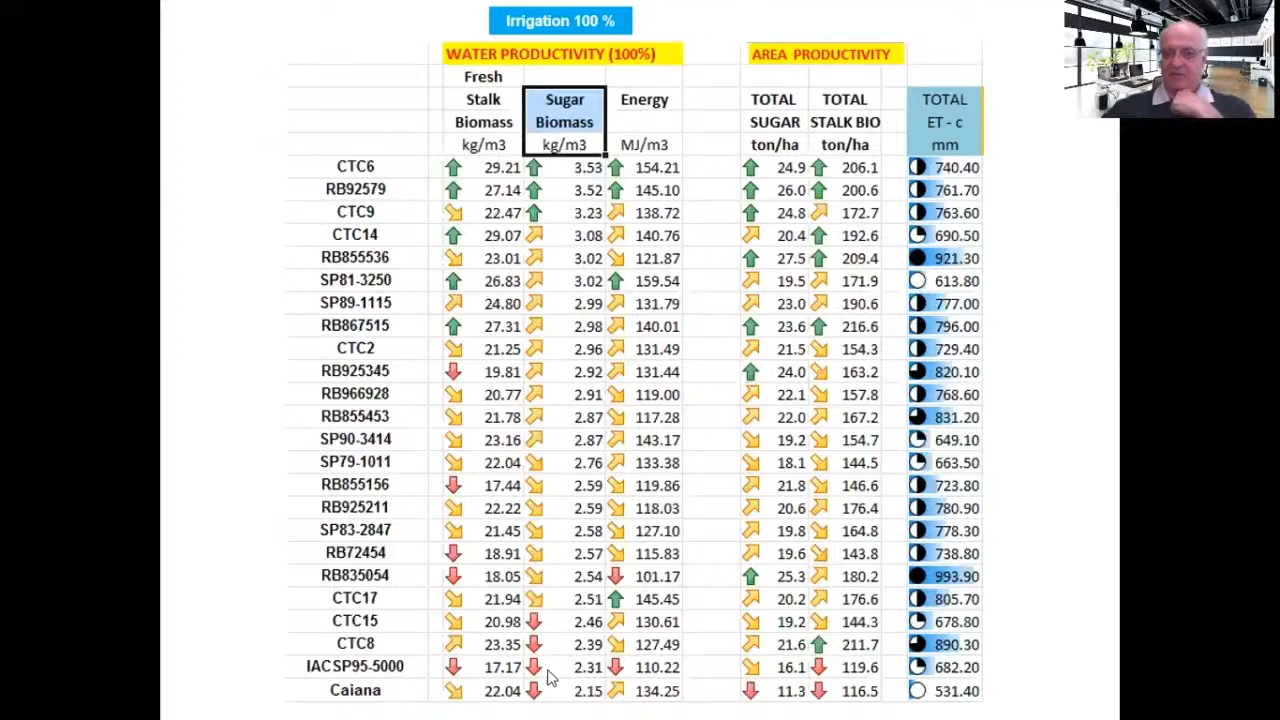 Irrigation 100 %
WATER PRODUCTIVITY (100%) AREA PRODUCTIVITY
Fresh
Stalk Sugar Energy TOTAL TOTAL TOTAL
Biomass Biomass SUGAR STALK BIO ET - c
kg/m3 kg/m3 MJ/m3 ton/ha ton/ha mm
CTC6 29.21 3.53 154.21 24.9 206.1 740.40
RB92579 27.14 3.52 145.10 26.0 200.6 761.70
CTC9 22.47 3.23 138.72 24.8 172.7 763.60
CTC14 29.07 3.08 140.76 20.4 192.6 690.50
RB855536 23.01 3.02 121.87 27.5 209.4 921.30
SP81-3250 26.83 3.02 159.54 19.5 171.9 613.80
SP89-1115 24.80 2.99 131.79 23.0 190.6 777.00
RB867515 27.31 2.98 140.01 23.6 216.6 796.00
CTC2 21.25 2.96 131.49 21.5 154.3 729.40
RB925345 19.81 2.92 131.44 24.0 163.2 820.10
RB966928 20.77 2.91 119.00 22.1 157.8 768.60
RB855453 21.78 2.87 117.28 22.0 167.2 831.20
SP90-3414 23.16 2.87 143.17 19.2 154.7 649.10
SP79-1011 22.04 2.76 133.38 18.1 144.5 663.50
RB855156 17.44 2.59 119.86 21.8 146.6 723.80
RB925211 22.22 2.59 118.03 20.6 176.4 780.90
SP83-2847 21.45 2.58 127.10 19.8 164.8 778.30
RB72454 18.91 2.57 115.83 19.6 143.8 738.80
RB835054 18.05 2.54 101.17 25.3 180.2 993.90
CTC17 21.94 2.51 145.45 20.2 176.6 805.70
CTC15 20.98 2.46 130.61 19.2 144.3 678.80
CTC8 23.35 2.39 127.49 21.6 211.7 890.30
IACSP95-5000 17.17 2.31 110.22 16.1 119.6 682.20
Caiana 22.04 2.15 134.25 11.3 116.5 531.40